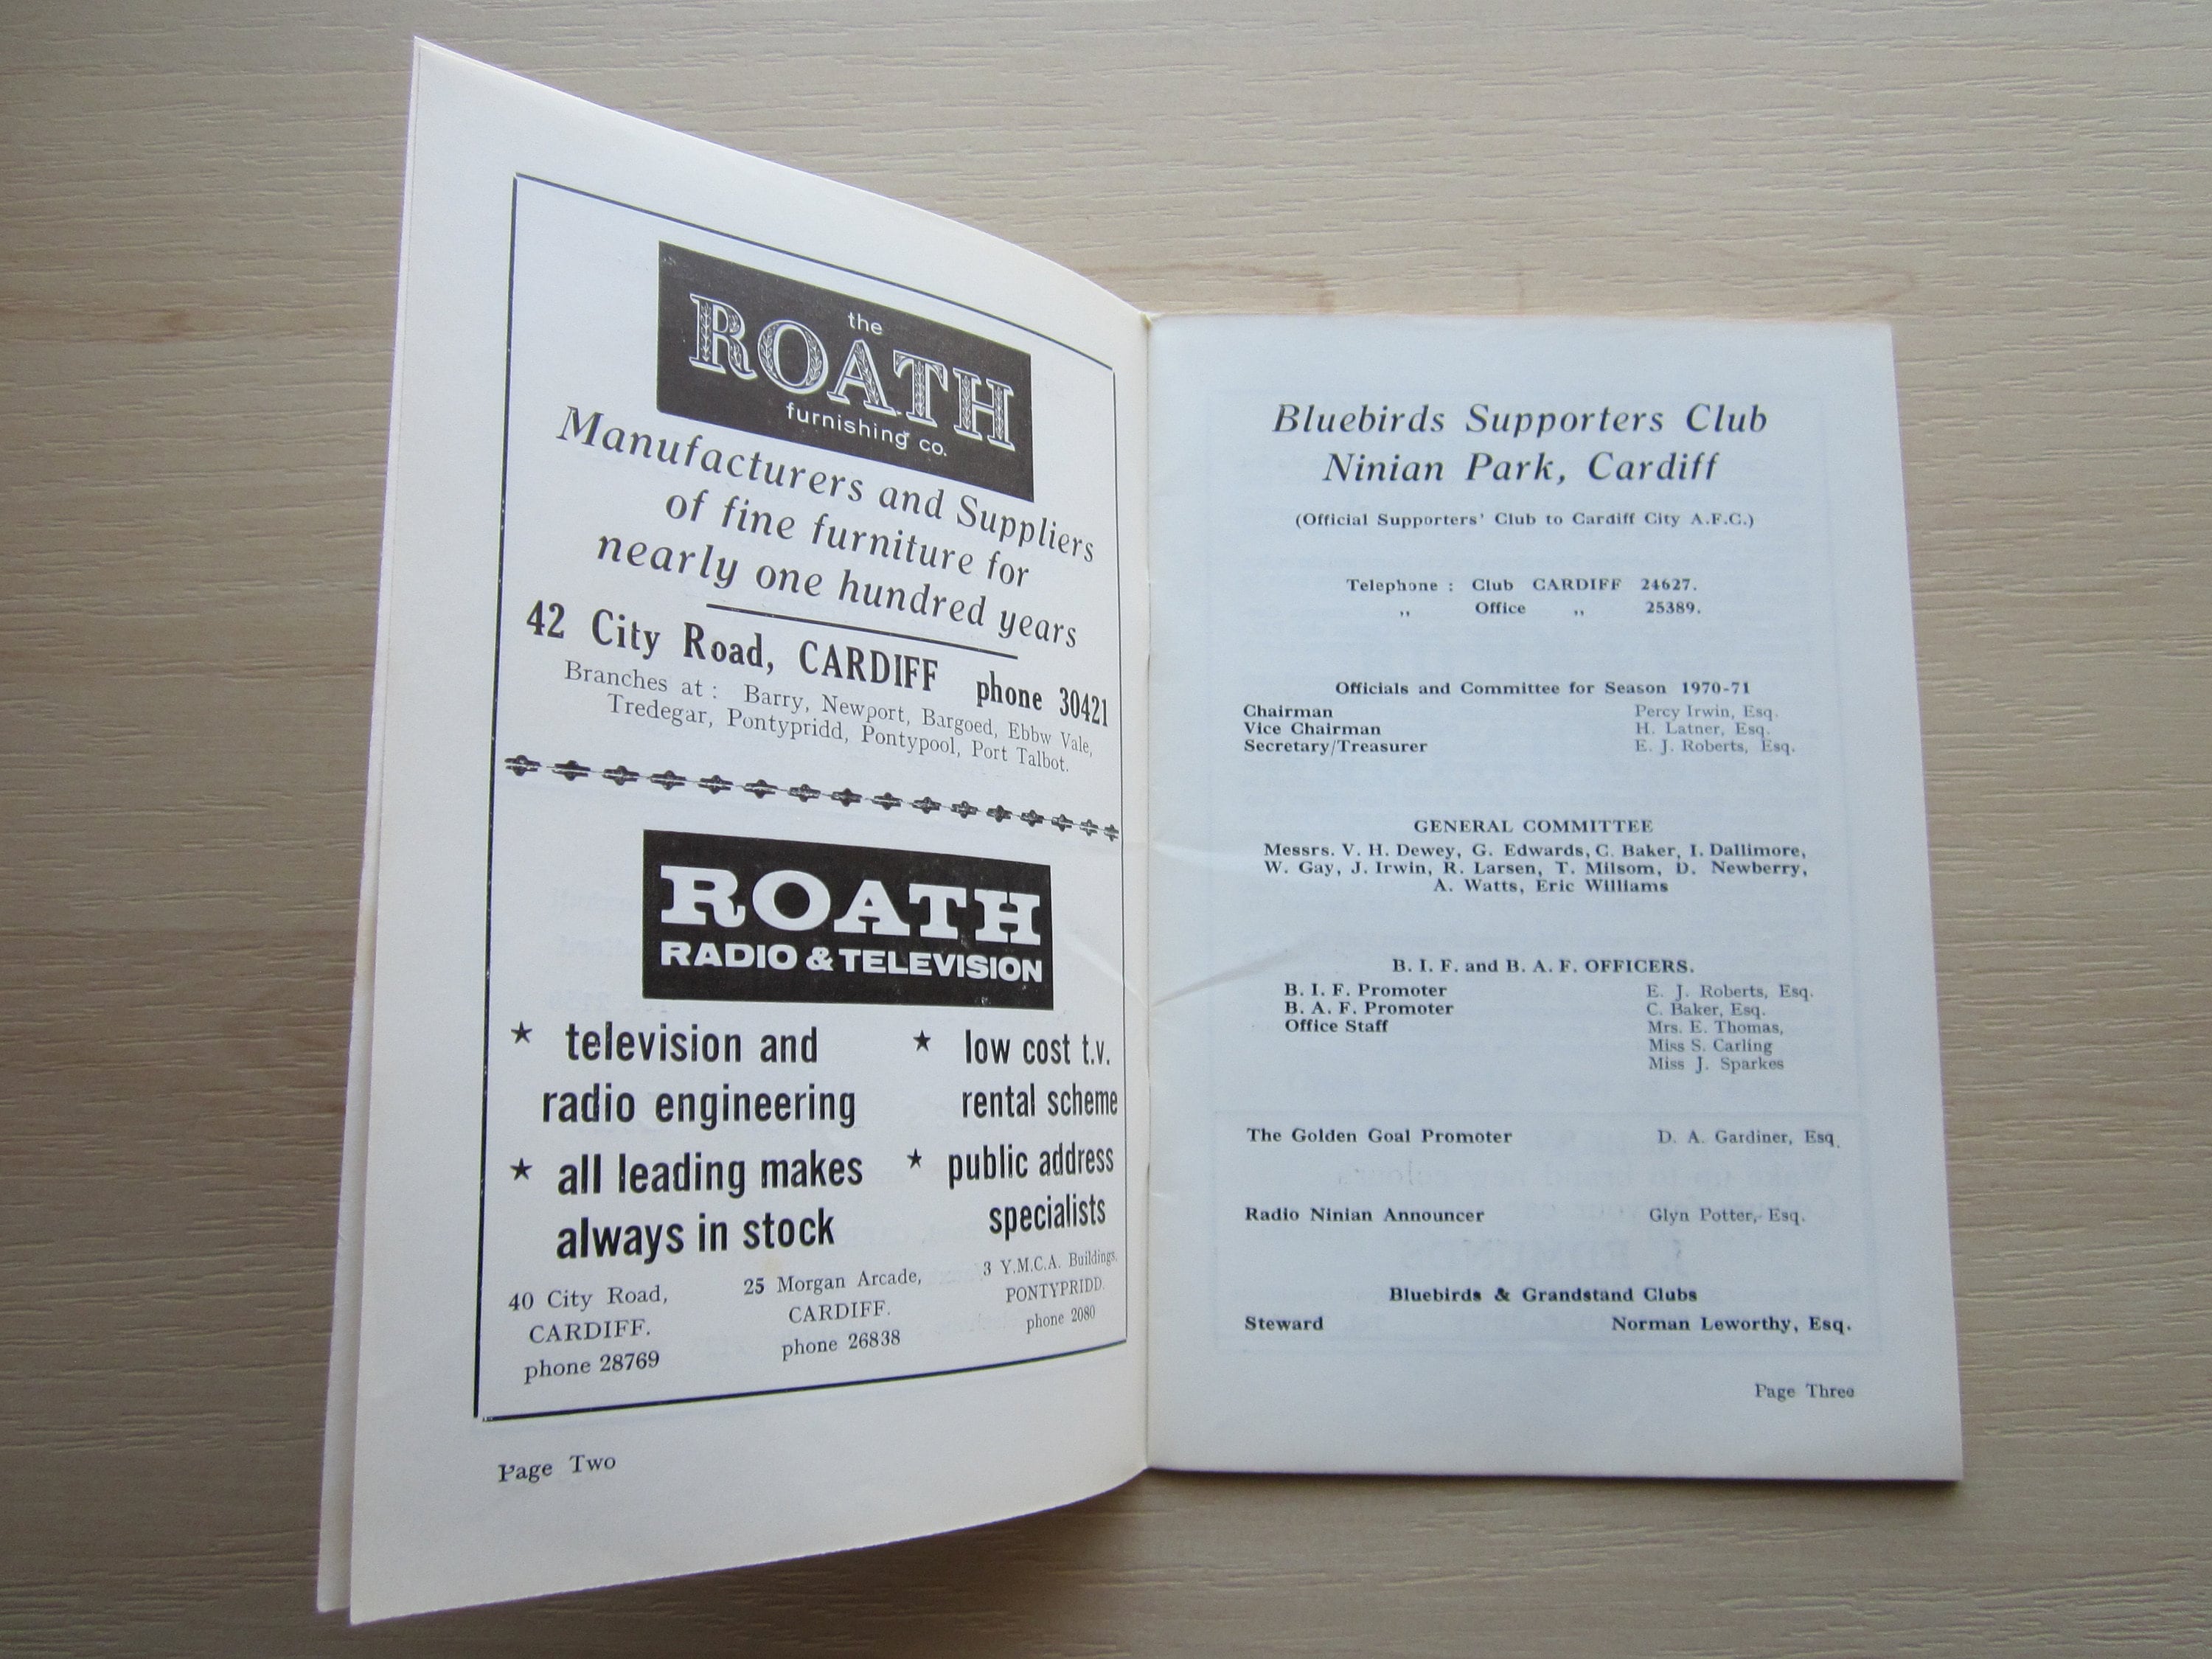 the
ROATH
furnishing co.
Manufacturers and Suppliers
of fine furniture for
nearly one hundred years
42 City Road, CARDIFF phone 30421
Branches at : Barry, Newport, Bargoed, Ebbw Vale,
Tredegar, Pontypridd, Pontypool, Port Talbot.
ROATH
RADIO & TELEVISION
★ television and
radio engineering
★ low cost t.v.
rental scheme
★ all leading makes
always in stock
★ public address
specialists
40 City Road,
CARDIFF.
phone 28769
25 Morgan Arcade,
CARDIFF.
phone 26838
3 Y.M.C.A. Buildings,
PONTYPRIDD.
phone 2080
Page Two
Bluebirds Supporters Club
Ninian Park, Cardiff
(Official Supporters' Club to Cardiff City A.F.C.)
Telephone : Club CARDIFF 24627.
,, Office ,, 25389.
Officials and Committee for Season 1970-71
Chairman Percy Irwin, Esq.
Vice Chairman H. Latner, Esq.
Secretary/Treasurer E. J. Roberts, Esq.
GENERAL COMMITTEE
Messrs. V. H. Dewey, G. Edwards, C. Baker, I. Dallimore,
W. Gay, J. Irwin, R. Larsen, T. Milsom, D. Newberry,
A. Watts, Eric Williams
B. I. F. and B. A. F. OFFICERS.
B. I. F. Promoter E. J. Roberts, Esq.
B. A. F. Promoter C. Baker, Esq.
Office Staff Mrs. E. Thomas,
Miss S. Carling
Miss J. Sparkes
The Golden Goal Promoter D. A. Gardiner, Esq.
Radio Ninian Announcer Glyn Potter, Esq.
Bluebirds & Grandstand Clubs
Steward Norman Leworthy, Esq.
Page Three